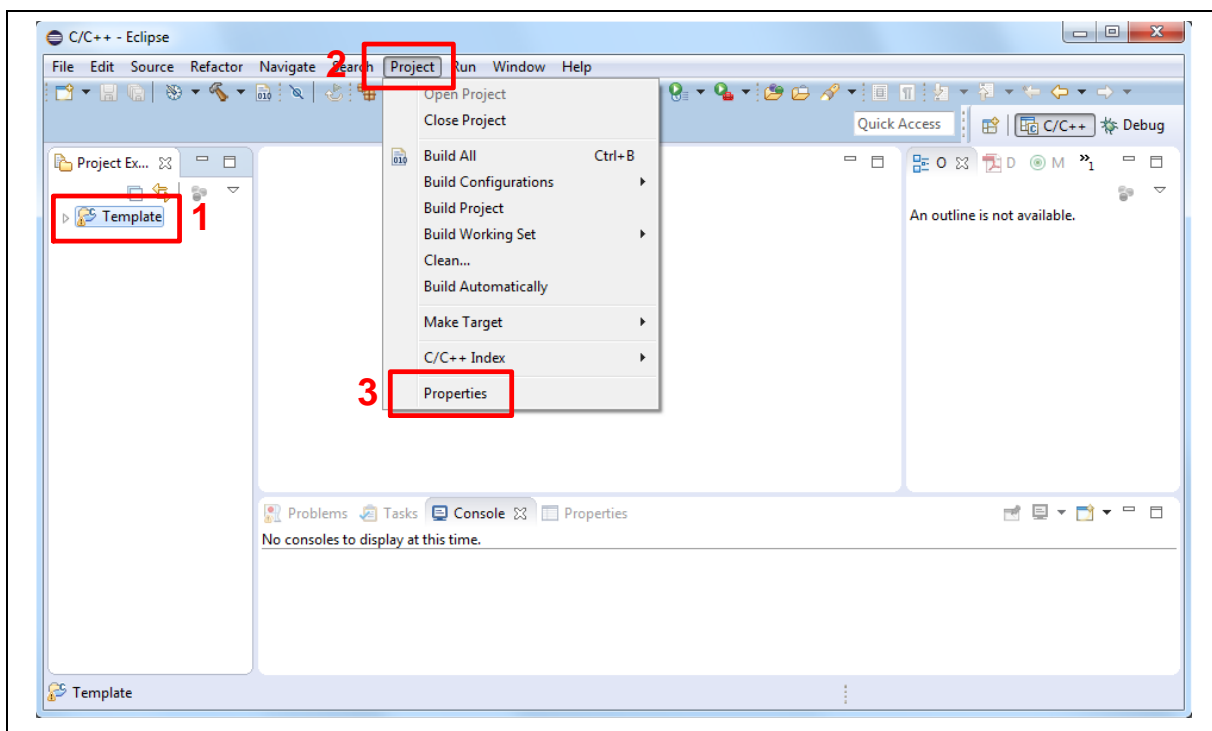 C/C++ - Eclipse
2
File Edit Source Refactor Navigate Search Project Run Window Help
Open Project
Close Project
Quick Access C/C++ Debug
Project Ex...
Build All Ctrl+B
O D M »1
Build Configurations
Template 1
Build Project
An outline is not available.
Build Working Set
Clean...
Build Automatically
Make Target
C/C++ Index
3 Properties
Problems Tasks Console Properties
No consoles to display at this time.
Template